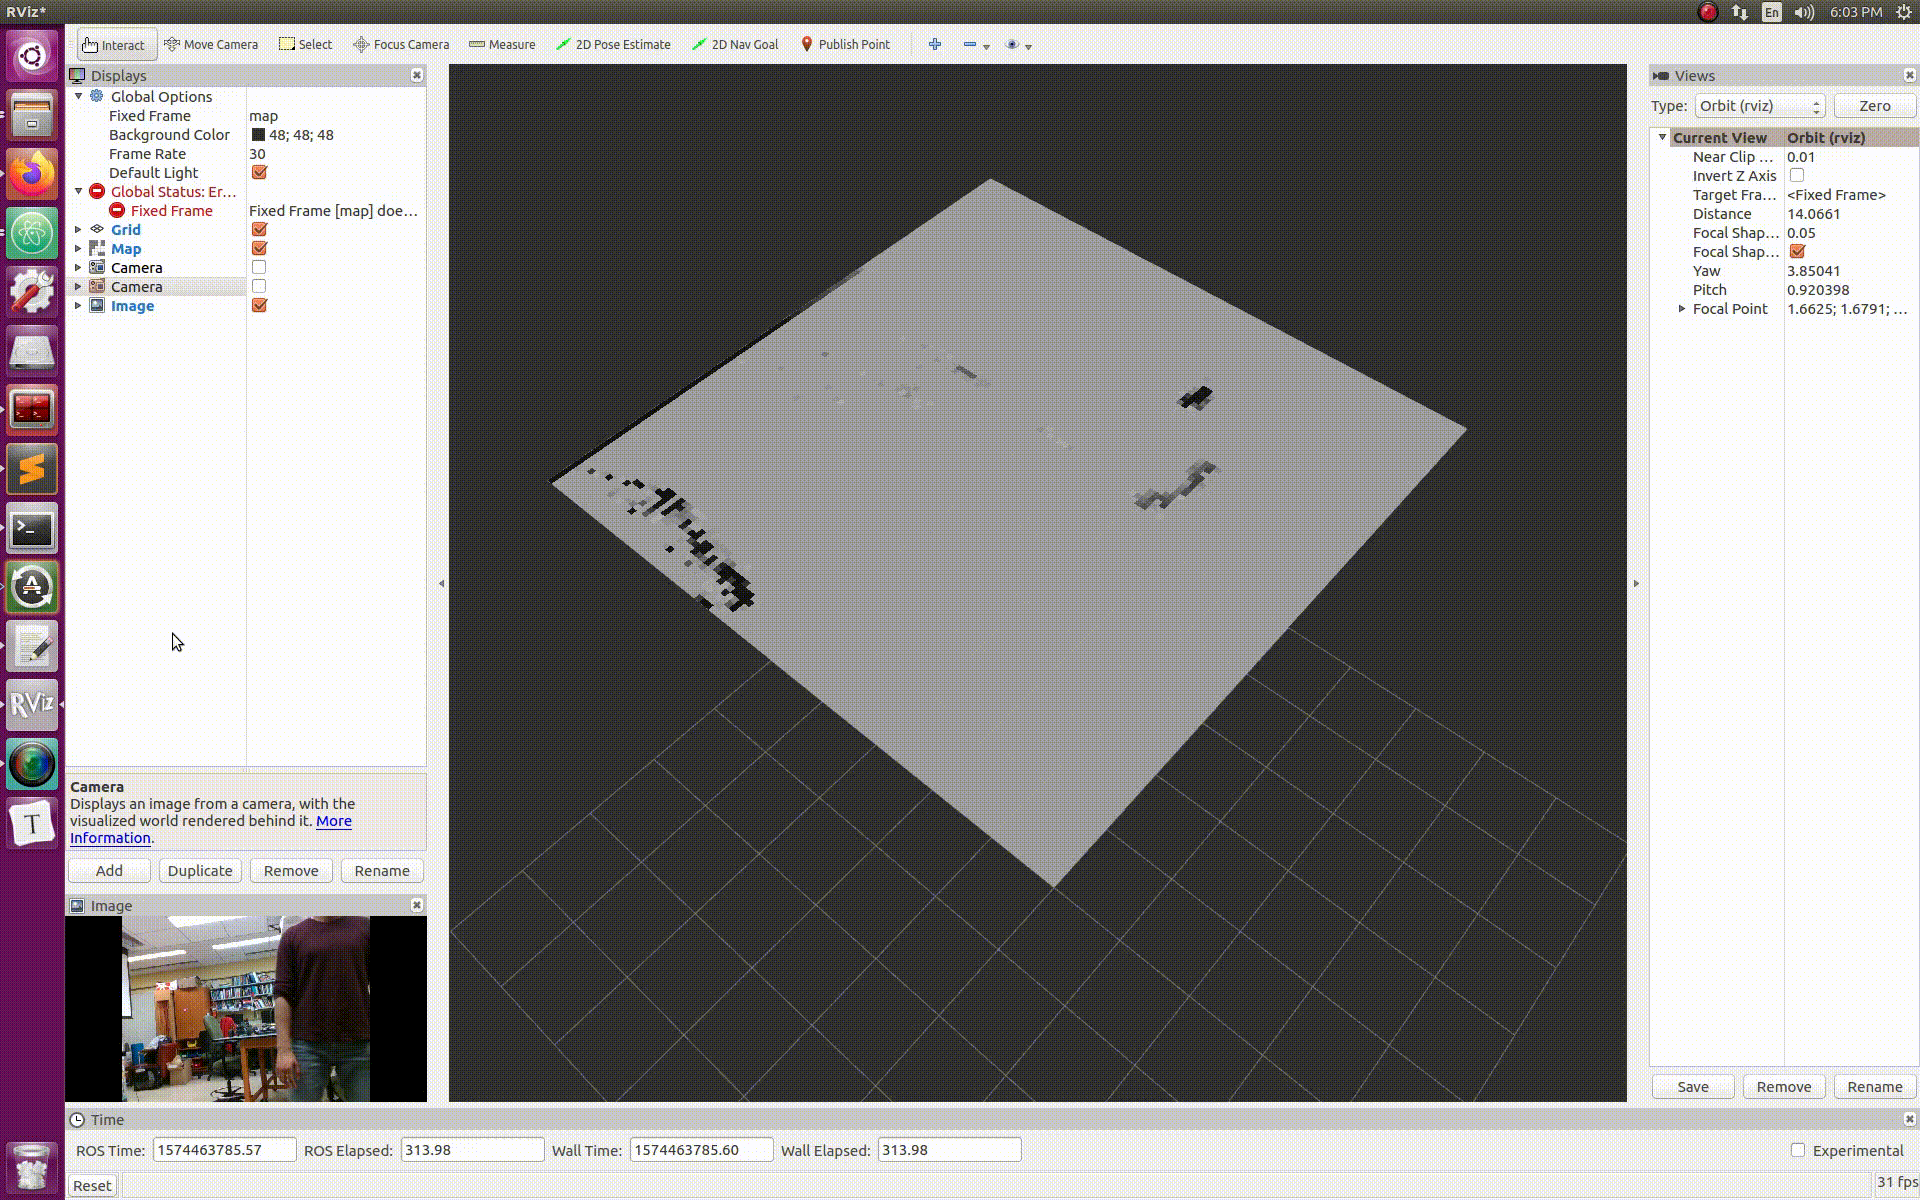 RViz*
En
6:03 PM
Interact
Move Camera
Select
Focus Camera
Measure
2D Pose Estimate
2D Nav Goal
Publish Point
Displays
Global Options
Fixed Frame map
Background Color 48; 48; 48
Frame Rate 30
Default Light
Global Status: Er...
Fixed Frame Fixed Frame [map] doe...
Grid
Map
Camera
Camera
Image
Camera
Displays an image from a camera, with the
visualized world rendered behind it. More
Information.
Add Duplicate Remove Rename
Image
Views
Type: Orbit (rviz) Zero
Current View Orbit (rviz)
Near Clip ... 0.01
Invert Z Axis
Target Fra... <Fixed Frame>
Distance 14.0661
Focal Shap... 0.05
Focal Shap...
Yaw 3.85041
Pitch 0.920398
Focal Point 1.6625; 1.6791; ...
Save Remove Rename
RViz
T
Time
ROS Time: 1574463785.57 ROS Elapsed: 313.98 Wall Time: 1574463785.60 Wall Elapsed: 313.98 Experimental
Reset
31 fps